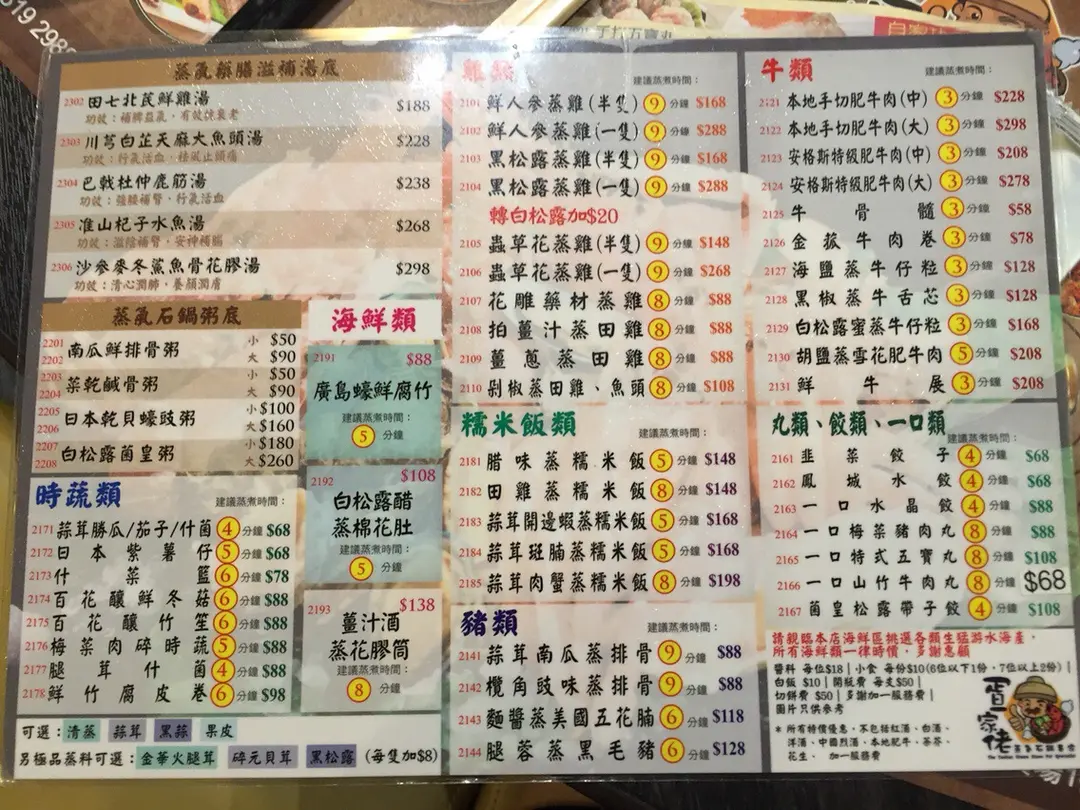 319 298
蒸氣藥膳滋補湯底
2302 田七北芪鮮雞湯 $188
功效：補脾益氣，有效抗衰老
2303 川芎白芷天麻大魚頭湯 $228
功效：行氣活血，祛風止頭痛
2304 巴戟杜仲鹿筋湯 $238
功效：強腰補腎，行氣活血
2305 淮山杞子水魚湯 $268
功效：滋陰補腎，安神補腦
2306 沙參麥冬鯊魚骨花膠湯 $298
功效：清心潤肺，養顏潤膚
蒸氣石鍋粥底
2201 南瓜鮮排骨粥 小 $50
2202 大 $90
2203 菜乾鹹骨粥 小 $50
2204 大 $90
2205 日本乾貝蠔豉粥 小 $100
2206 大 $160
2207 白松露菌皇粥 小 $180
2208 大 $260
時蔬類 建議蒸煮時間：
2171 蒜茸勝瓜/茄子/什菌 4 分鐘 $68
2172 日本紫薯仔 5 分鐘 $68
2173 什菜籃 6 分鐘 $78
2174 百花釀鮮冬菇 6 分鐘 $88
2175 百花釀竹笙 6 分鐘 $88
2176 梅菜肉碎時蔬 5 分鐘 $88
2177 腿茸什菌 4 分鐘 $88
2178 鮮竹腐皮卷 6 分鐘 $98
可選：清蒸 蒜茸 黑蒜 果皮
另極品蒸料可選：金華火腿茸 碎元貝茸 黑松露 (每隻加$8)
海鮮類
2191 $88
廣島蠔鮮腐竹
建議蒸煮時間：
5 分鐘
2192 $108
白松露醋
蒸棉花肚
建議蒸煮時間：
5 分鐘
2193 $138
薑汁酒
蒸花膠筒
建議蒸煮時間：
8 分鐘
雞類 建議蒸煮時間：
2101 鮮人參蒸雞(半隻) 9 分鐘 $168
2102 鮮人參蒸雞(一隻) 9 分鐘 $288
2103 黑松露蒸雞(半隻) 9 分鐘 $168
2104 黑松露蒸雞(一隻) 9 分鐘 $288
轉白松露加$20
2105 蟲草花蒸雞(半隻) 9 分鐘 $148
2106 蟲草花蒸雞(一隻) 9 分鐘 $268
2107 花雕藥材蒸雞 8 分鐘 $88
2108 拍薑汁蒸田雞 8 分鐘 $88
2109 薑蔥蒸田雞 8 分鐘 $88
2110 剁椒蒸田雞、魚頭 8 分鐘 $108
糯米飯類 建議蒸煮時間：
2181 腊味蒸糯米飯 5 分鐘 $148
2182 田雞蒸糯米飯 8 分鐘 $148
2183 蒜茸開邊蝦蒸糯米飯 5 分鐘 $168
2184 蒜茸斑腩蒸糯米飯 5 分鐘 $168
2185 蒜茸肉蟹蒸糯米飯 8 分鐘 $198
豬類 建議蒸煮時間：
2141 蒜茸南瓜蒸排骨 9 分鐘 $88
2142 欖角豉味蒸排骨 9 分鐘 $88
2143 麵醬蒸美國五花腩 6 分鐘 $118
2144 腿蓉蒸黑毛豬 6 分鐘 $128
牛類 建議蒸煮時間：
2121 本地手切肥牛肉(中) 3 分鐘 $228
2122 本地手切肥牛肉(大) 3 分鐘 $298
2123 安格斯特級肥牛肉(中) 3 分鐘 $208
2124 安格斯特級肥牛肉(大) 3 分鐘 $278
2125 牛骨髓 3 分鐘 $58
2126 金菰牛肉卷 3 分鐘 $78
2127 海鹽蒸牛仔粒 3 分鐘 $128
2128 黑椒蒸牛舌芯 3 分鐘 $128
2129 白松露蜜蒸牛仔粒 3 分鐘 $168
2130 胡鹽蒸雪花肥牛肉 5 分鐘 $208
2131 鮮牛展 3 分鐘 $208
丸類、餃類、一口類 建議蒸煮時間：
2161 韭菜餃子 4 分鐘 $68
2162 鳳城水餃 4 分鐘 $68
2163 一口水晶餃 4 分鐘 $88
2164 一口梅菜豬肉丸 8 分鐘 $88
2165 一口特式五寶丸 8 分鐘 $108
2166 一口山竹牛肉丸 8 分鐘 $68
2167 菌皇松露帶子餃 4 分鐘 $108
請親臨本店海鮮區挑選各類生猛游水海產，
所有海鮮類一律時價，多謝惠顧
醬料 每位$18 | 小食 每份$10(6位以下1份，7位以上2份) |
白飯 $10 | 開瓶費 每支$50 |
切餅費 $50 | 多謝加一服務費 |
圖片只供參考
* 所有特價優惠，不包括紅酒、白酒、
洋酒、中國烈酒、本地肥牛、茶芥、
花生、加一服務費